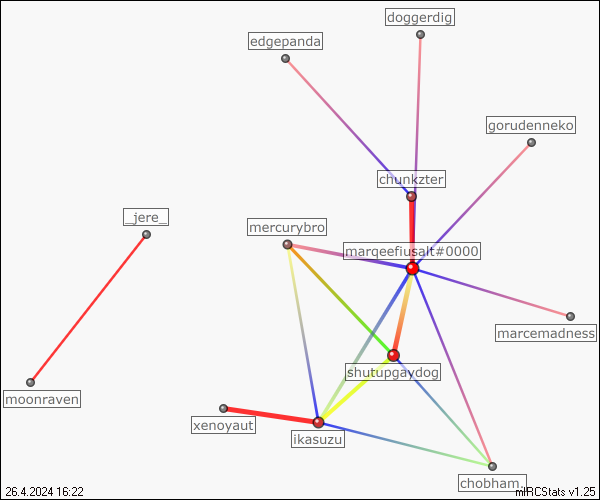 doggerdig
edgepanda
gorudenneko
chunkzter
_jere_
mercurybro
marqeefiusalt#0000
marcemadness
shutupgaydog
moonraven
xenoyaut
ikasuzu
chobham.
26.4.2024 16:22
mIRCStats v1.25